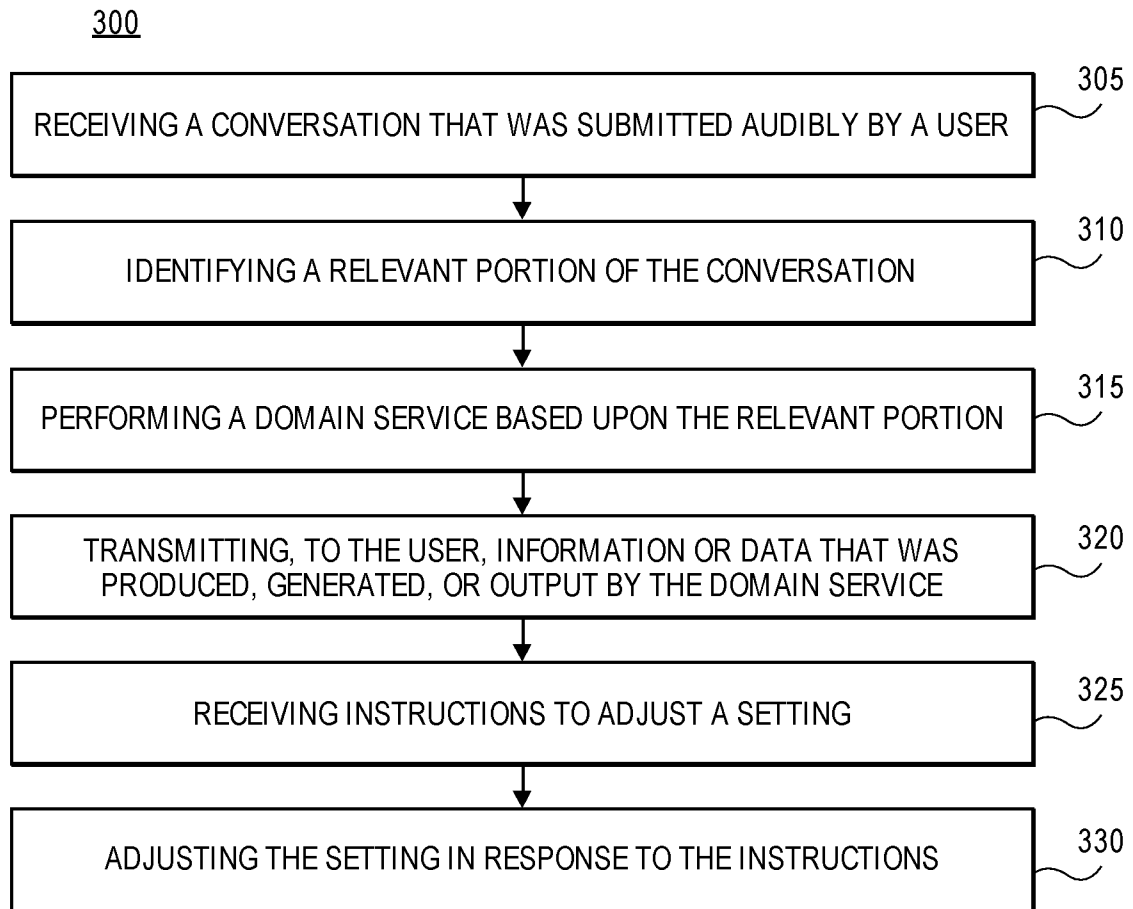 300
305
RECEIVING A CONVERSATION THAT WAS SUBMITTED AUDIBLY BY A USER
310
IDENTIFYING A RELEVANT PORTION OF THE CONVERSATION
315
PERFORMING A DOMAIN SERVICE BASED UPON THE RELEVANT PORTION
320
TRANSMITTING, TO THE USER, INFORMATION OR DATA THAT WAS
PRODUCED, GENERATED, OR OUTPUT BY THE DOMAIN SERVICE
325
RECEIVING INSTRUCTIONS TO ADJUST A SETTING
330
ADJUSTING THE SETTING IN RESPONSE TO THE INSTRUCTIONS